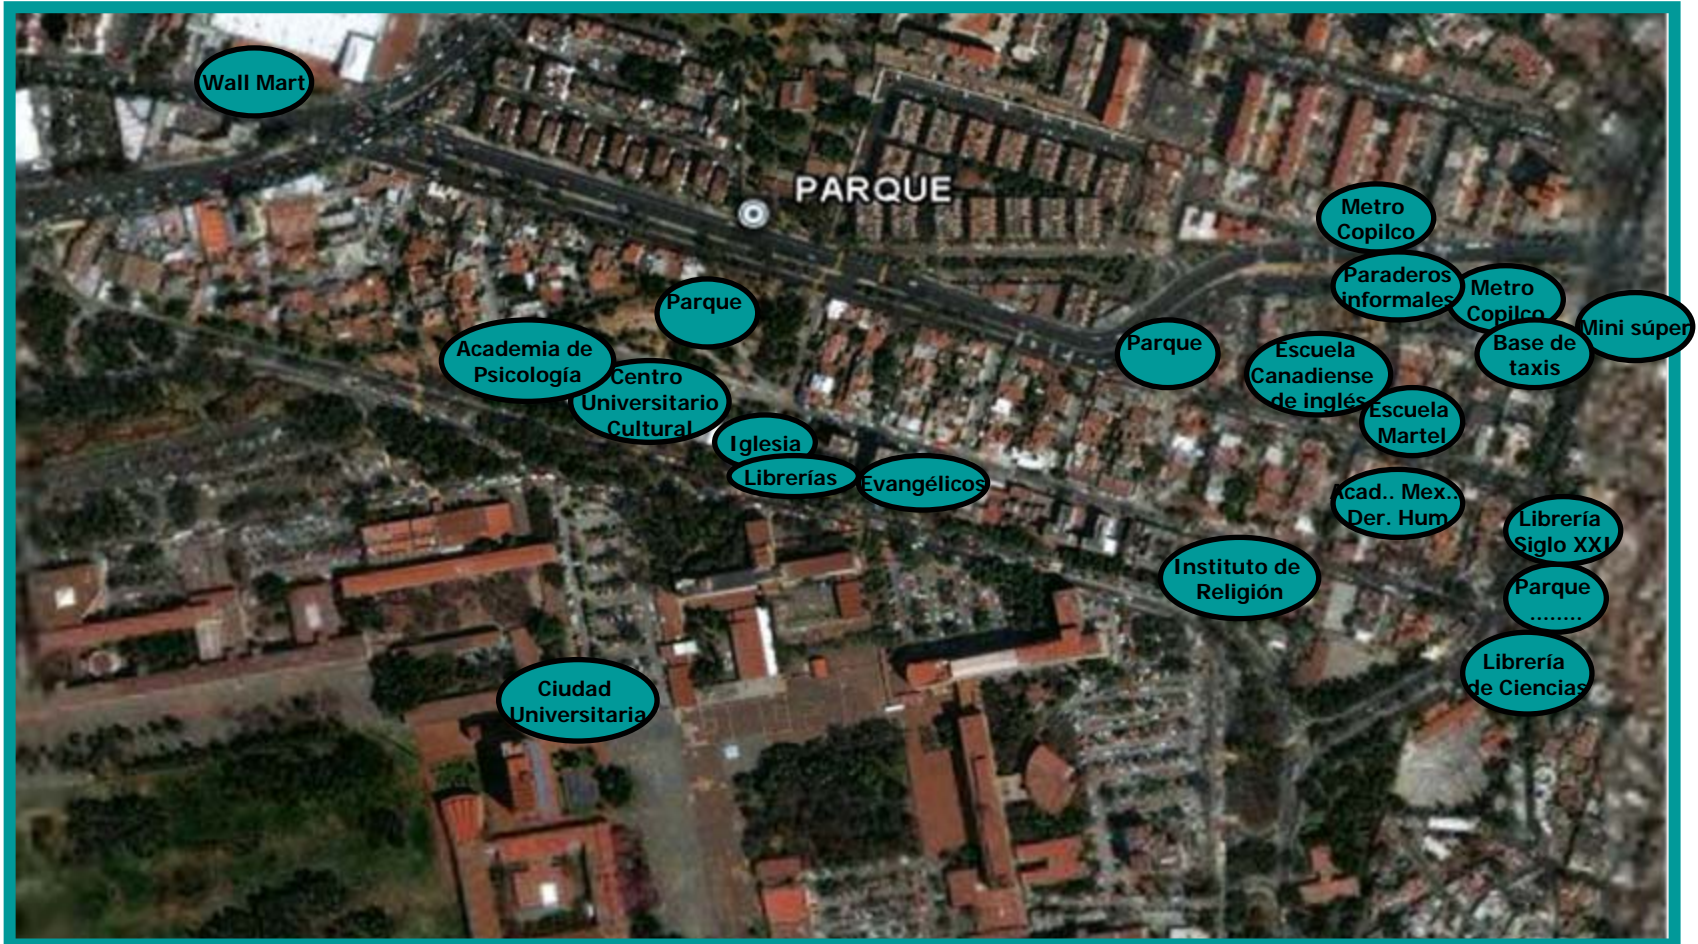 Wall Mart
PARQUE
Metro
Copilco
Paraderos
informales
Metro
Copilco
Mini súper
Base de
taxis
Parque
Parque
Academia de
Psicología
Centro
Universitario
Cultural
Escuela
Canadiense
de inglés
Escuela
Martel
Iglesia
Librerías
Evangélicos
Acad.. Mex..
Der. Hum
Librería
Siglo XXI
Instituto de
Religión
Parque
........
Librería
de Ciencias
Ciudad
Universitaria